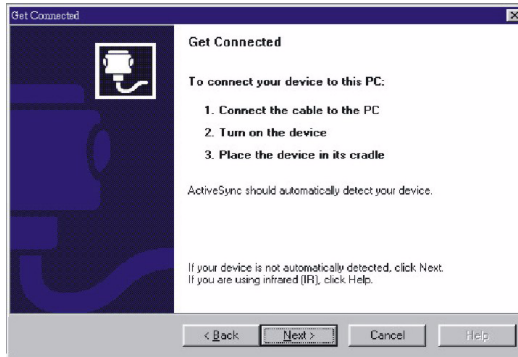 Get Connected
Get Connected
To connect your device to this PC:
1. Connect the cable to the PC
2. Turn on the device
3. Place the device in its cradle
ActiveSync should automatically detect your device.
If your device is not automatically detected, click Next.
If you are using infrared (IR), click Help.
< Back
Next >
Cancel
Help